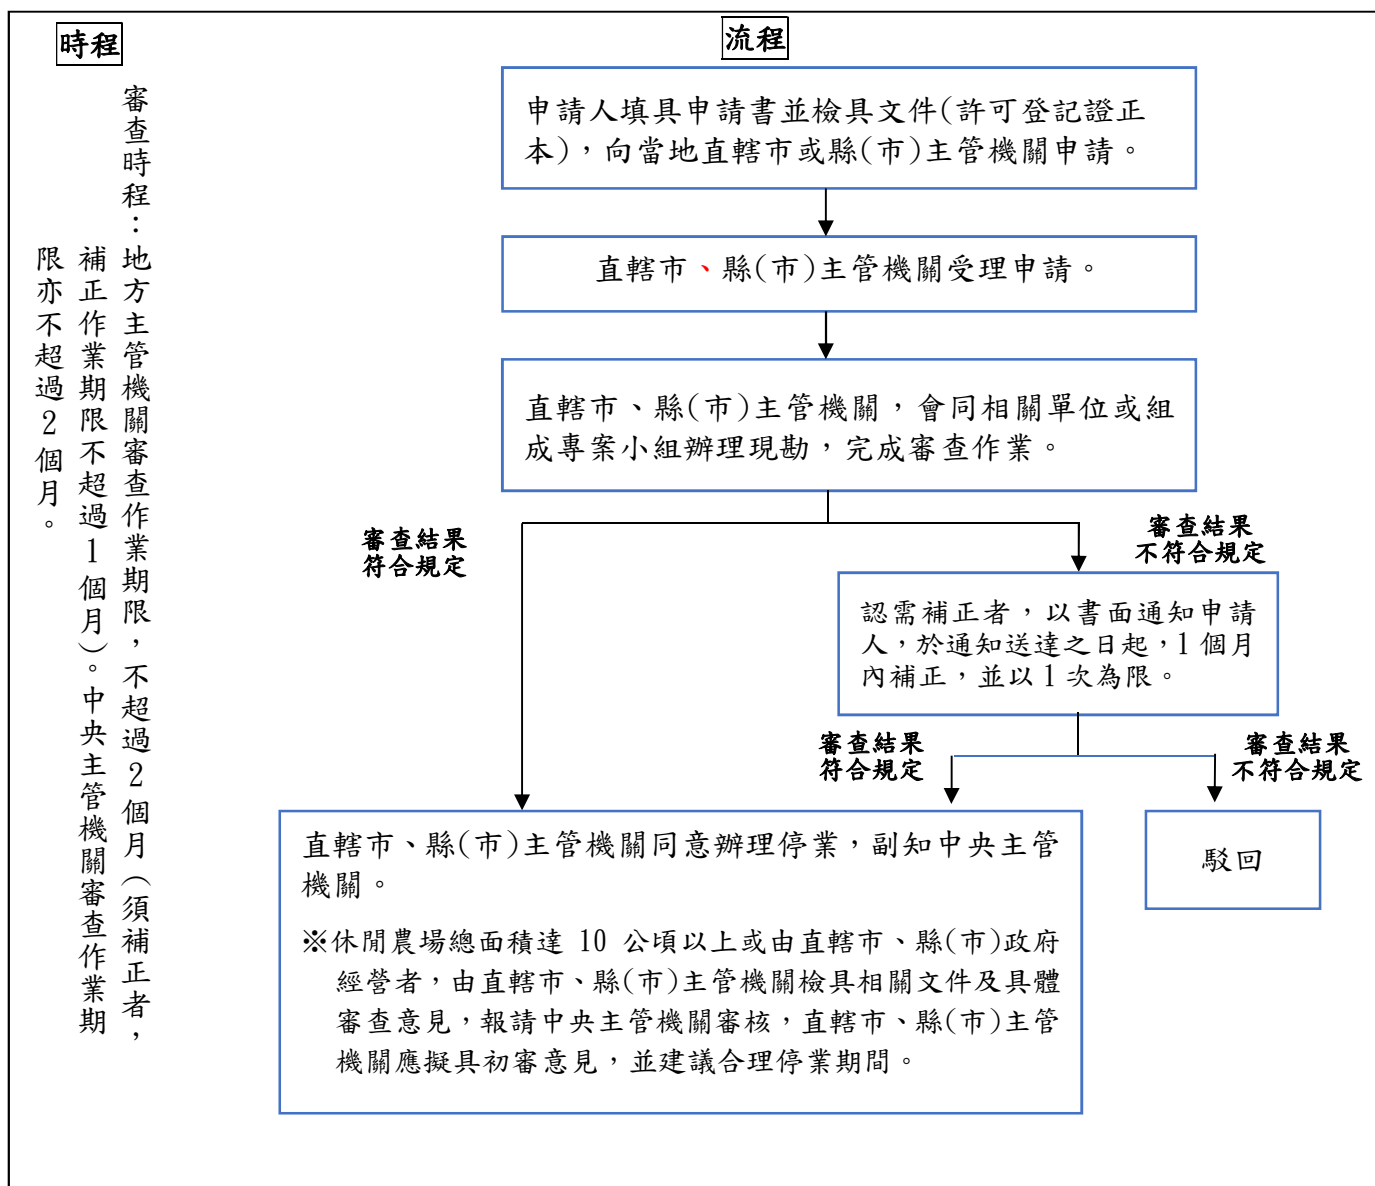 時程
審查時程：地方主管機關審查作業期限，不超過2個月（須補正者，
補正作業期限不超過1個月）。中央主管機關審查作業期
限亦不超過2個月。
流程
申請人填具申請書並檢具文件(許可登記證正
本)，向當地直轄市或縣(市)主管機關申請。
直轄市、縣(市)主管機關受理申請。
直轄市、縣(市)主管機關，會同相關單位或組
成專案小組辦理現勘，完成審查作業。
審查結果
符合規定
審查結果
不符合規定
認需補正者，以書面通知申請
人，於通知送達之日起，1個月
內補正，並以1次為限。
審查結果
符合規定
審查結果
不符合規定
直轄市、縣(市)主管機關同意辦理停業，副知中央主管
機關。
※休閒農場總面積達 10 公頃以上或由直轄市、縣(市)政府
經營者，由直轄市、縣(市)主管機關檢具相關文件及具體
審查意見，報請中央主管機關審核，直轄市、縣(市)主管
機關應擬具初審意見，並建議合理停業期間。
駁回